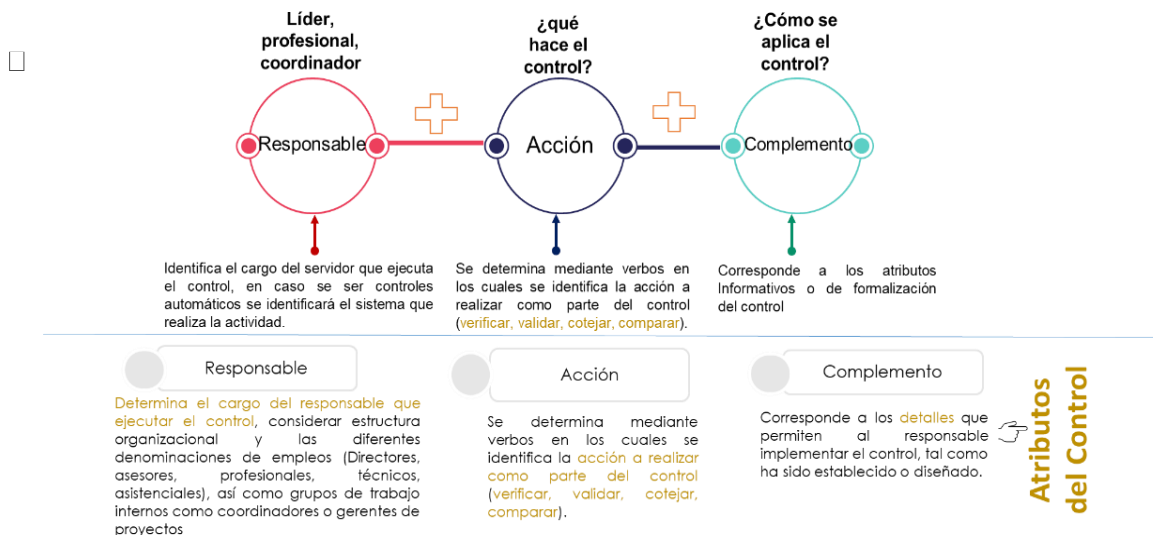 Líder,
profesional,
coordinador
¿qué
hace el
control?
¿Cómo se
aplica el
control?
Responsable
Acción
Complemento
Identifica el cargo del servidor que ejecuta
el control, en caso se ser controles
automáticos se identificará el sistema que
realiza la actividad.
Se determina mediante verbos en
los cuales se identifica la acción a
realizar como parte del control
(verificar, validar, cotejar, comparar).
Corresponde a los atributos
Informativos o de formalización
del control
Responsable
Determina el cargo del responsable que
ejecutar el control, considerar estructura
organizacional y las diferentes
denominaciones de empleos (Directores,
asesores, profesionales, técnicos,
asistenciales), así como grupos de trabajo
internos como coordinadores o gerentes de
proyectos
Acción
Se determina mediante
verbos en los cuales se
identifica la acción a realizar
como parte del control
(verificar, validar, cotejar,
comparar).
Complemento
Corresponde a los detalles que
permiten al responsable
implementar el control, tal como
ha sido establecido o diseñado.
Atributos
del Control